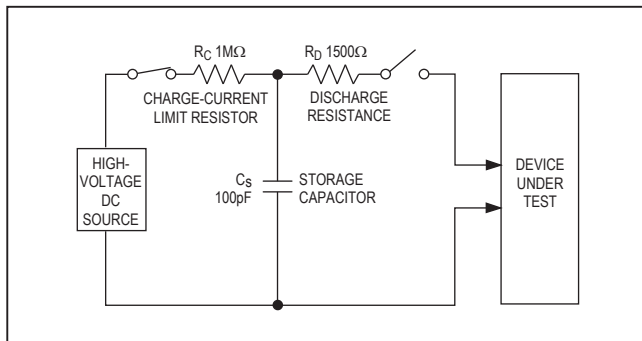 RC 1MΩ
CHARGE-CURRENT
LIMIT RESISTOR
RD 1500Ω
DISCHARGE
RESISTANCE
HIGH-
VOLTAGE
DC
SOURCE
CS
100pF
STORAGE
CAPACITOR
DEVICE
UNDER
TEST